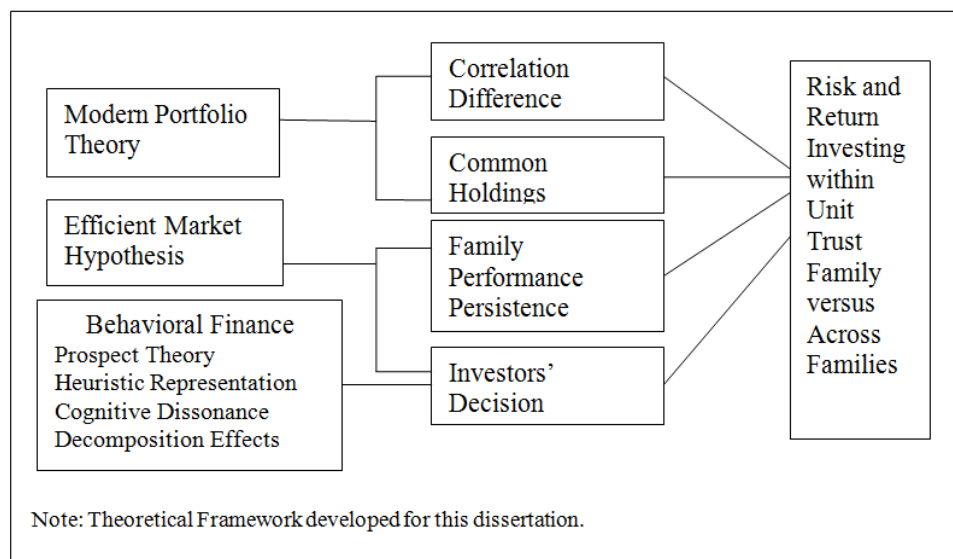 Modern Portfolio
Theory
Efficient Market
Hypothesis
Behavioral Finance
Prospect Theory
Heuristic Representation
Cognitive Dissonance
Decomposition Effects
Correlation
Difference
Common
Holdings
Family
Performance
Persistence
Investors’
Decision
Risk and
Return
Investing
within
Unit
Trust
Family
versus
Across
Families
Note: Theoretical Framework developed for this dissertation.